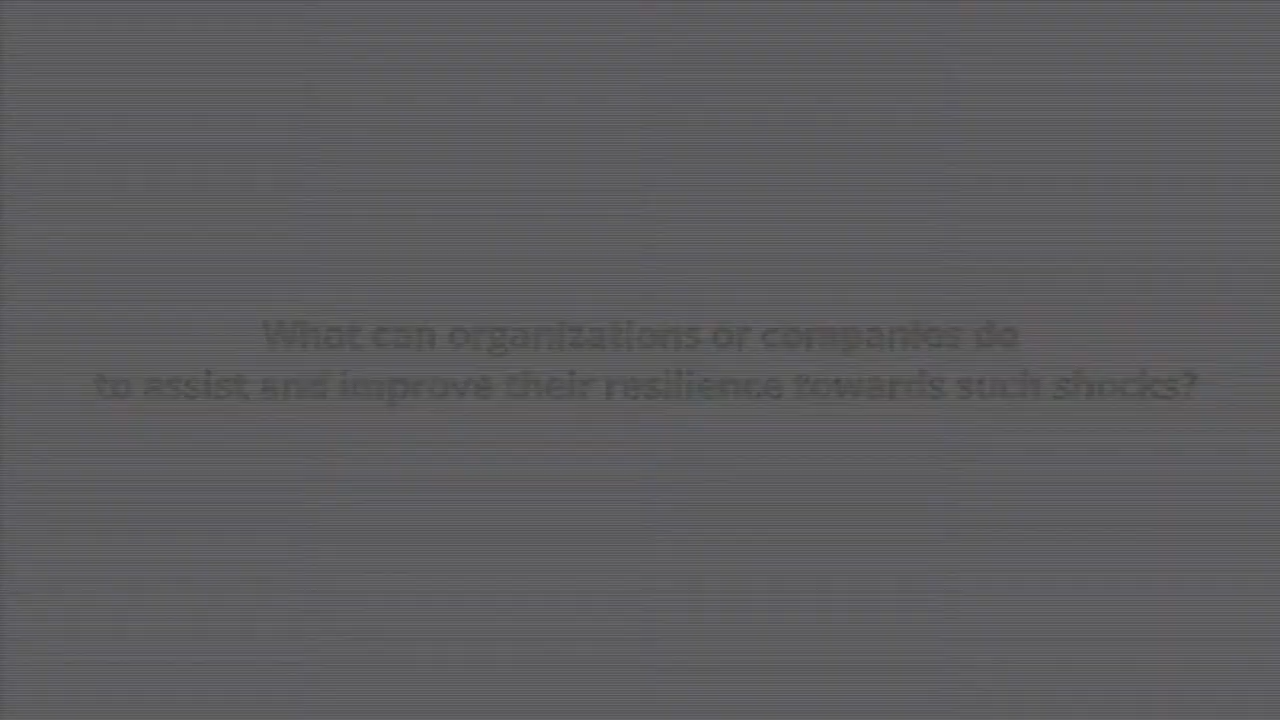 What can organizations or companies do
to assist and improve their resilience towards such shocks?